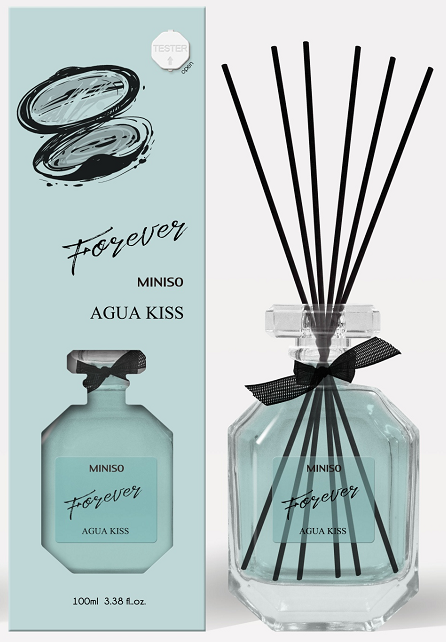 TESTER
open
Forever
MINISO
AGUA KISS
MINISO
Forever
AGUA KISS
100ml 3.38 fl.oz.
MINISO
Forever
AGUA KISS